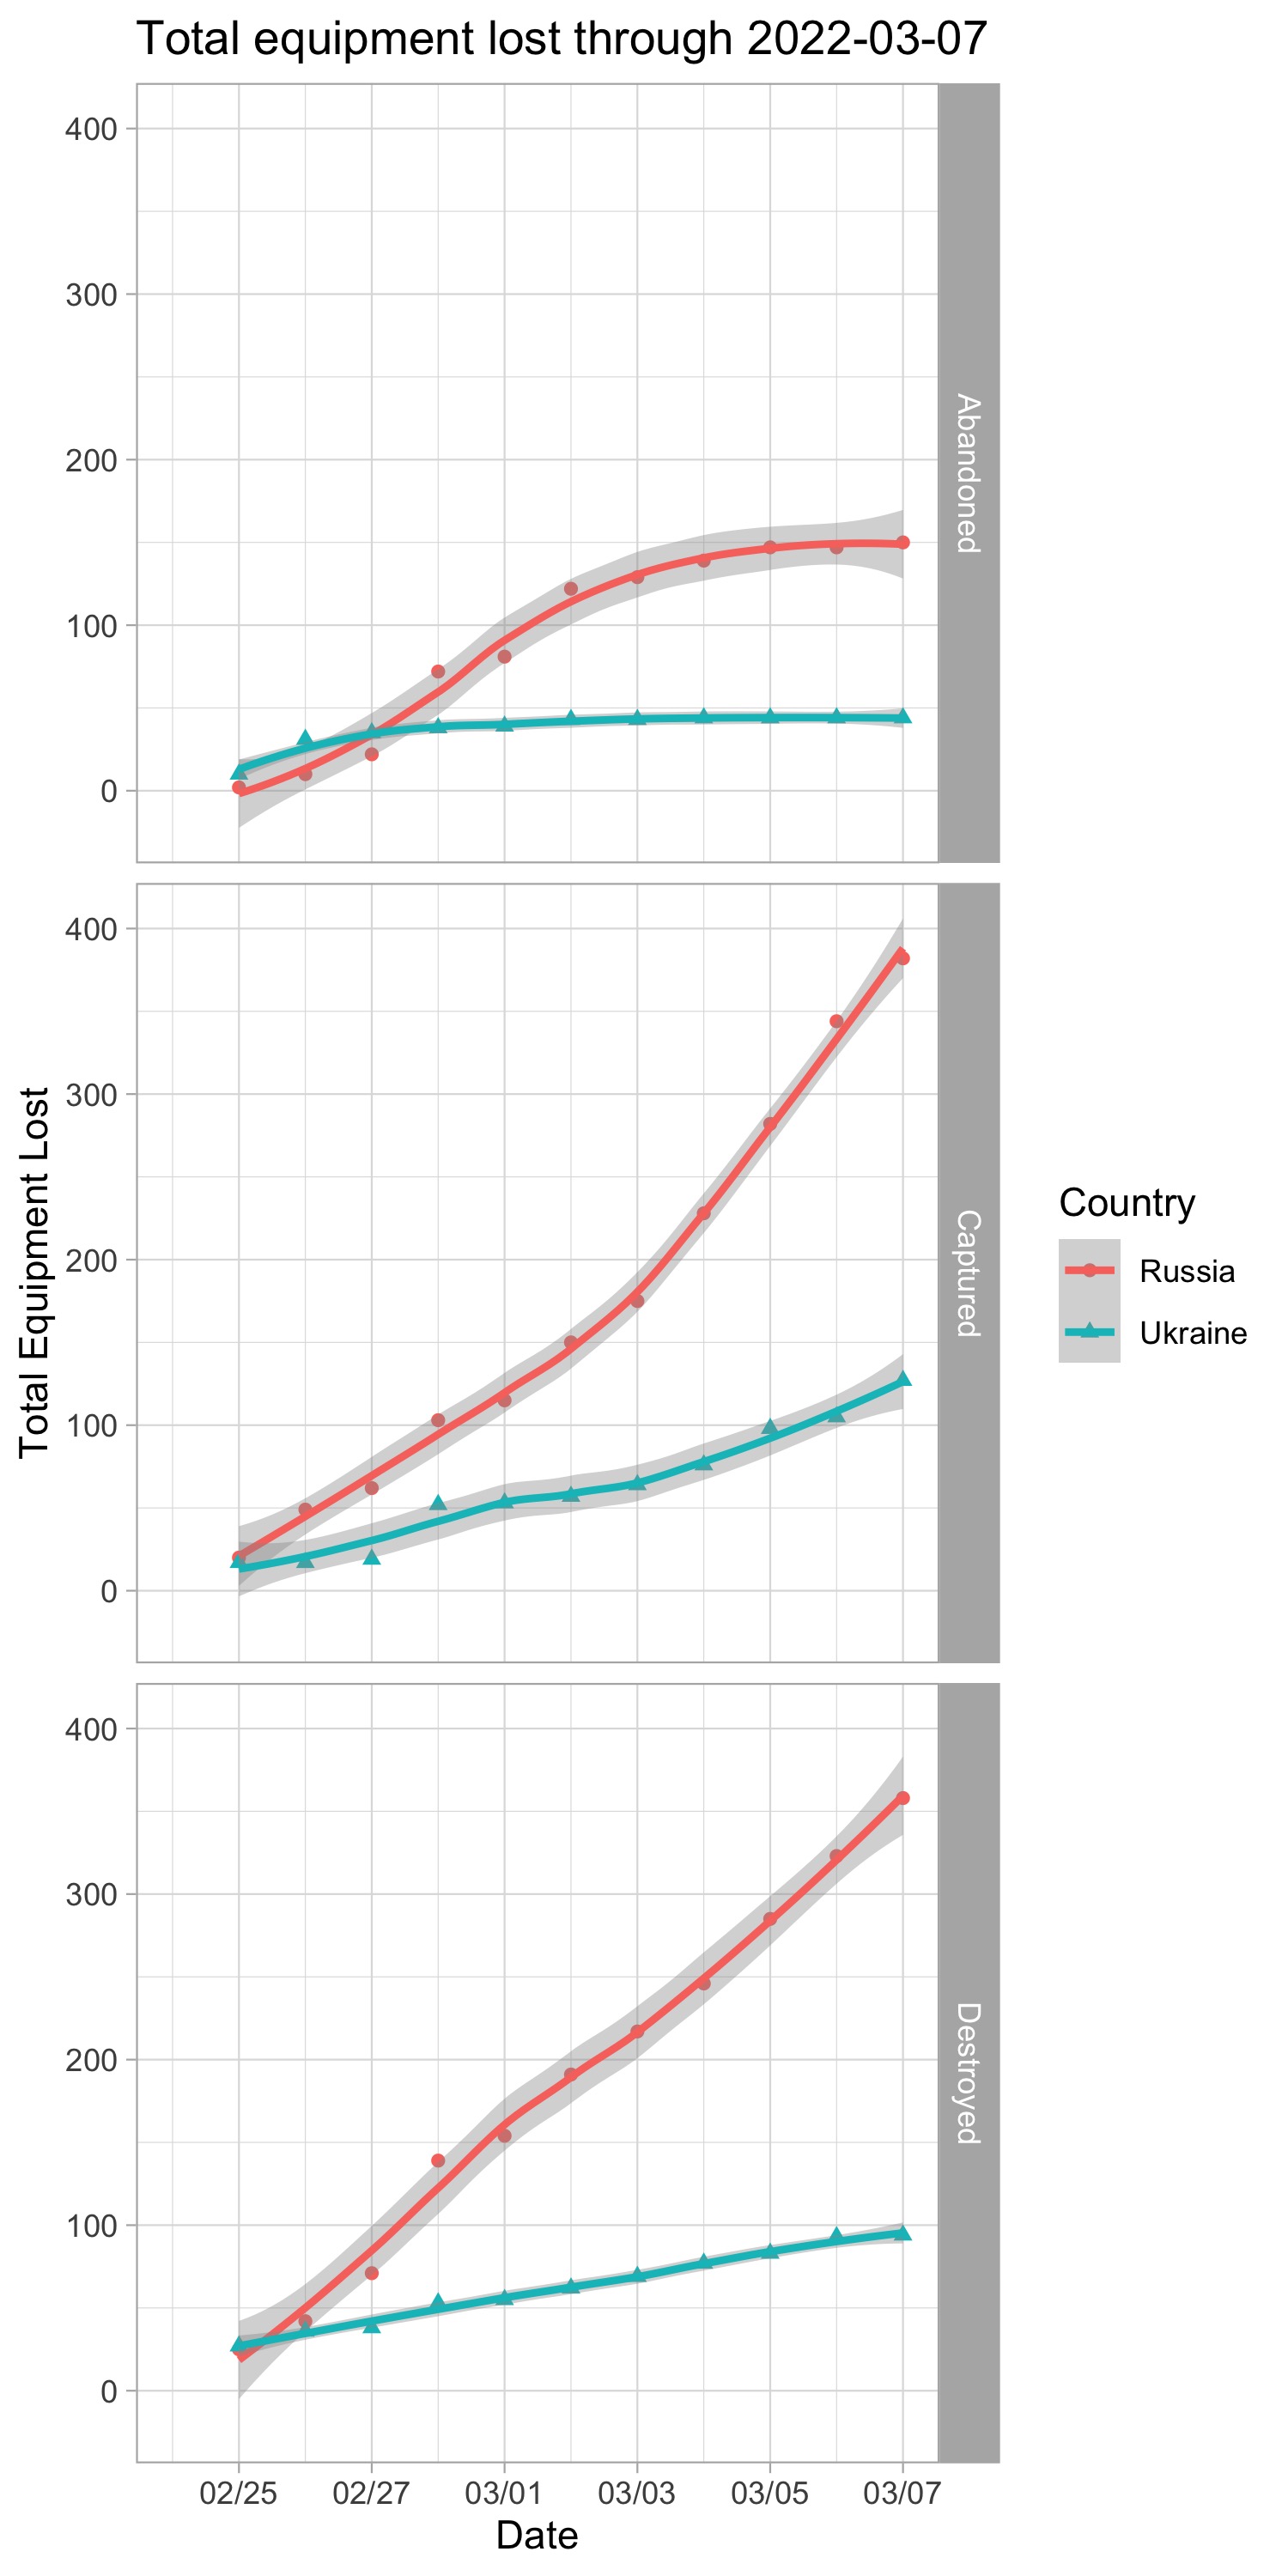 Total equipment lost through 2022-03-07
400
300
200
100
0
Abandoned
400
300
200
100
0
Captured
400
300
200
100
0
Destroyed
Total Equipment Lost
02/25 02/27 03/01 03/03 03/05 03/07
Date
Country
Russia
Ukraine